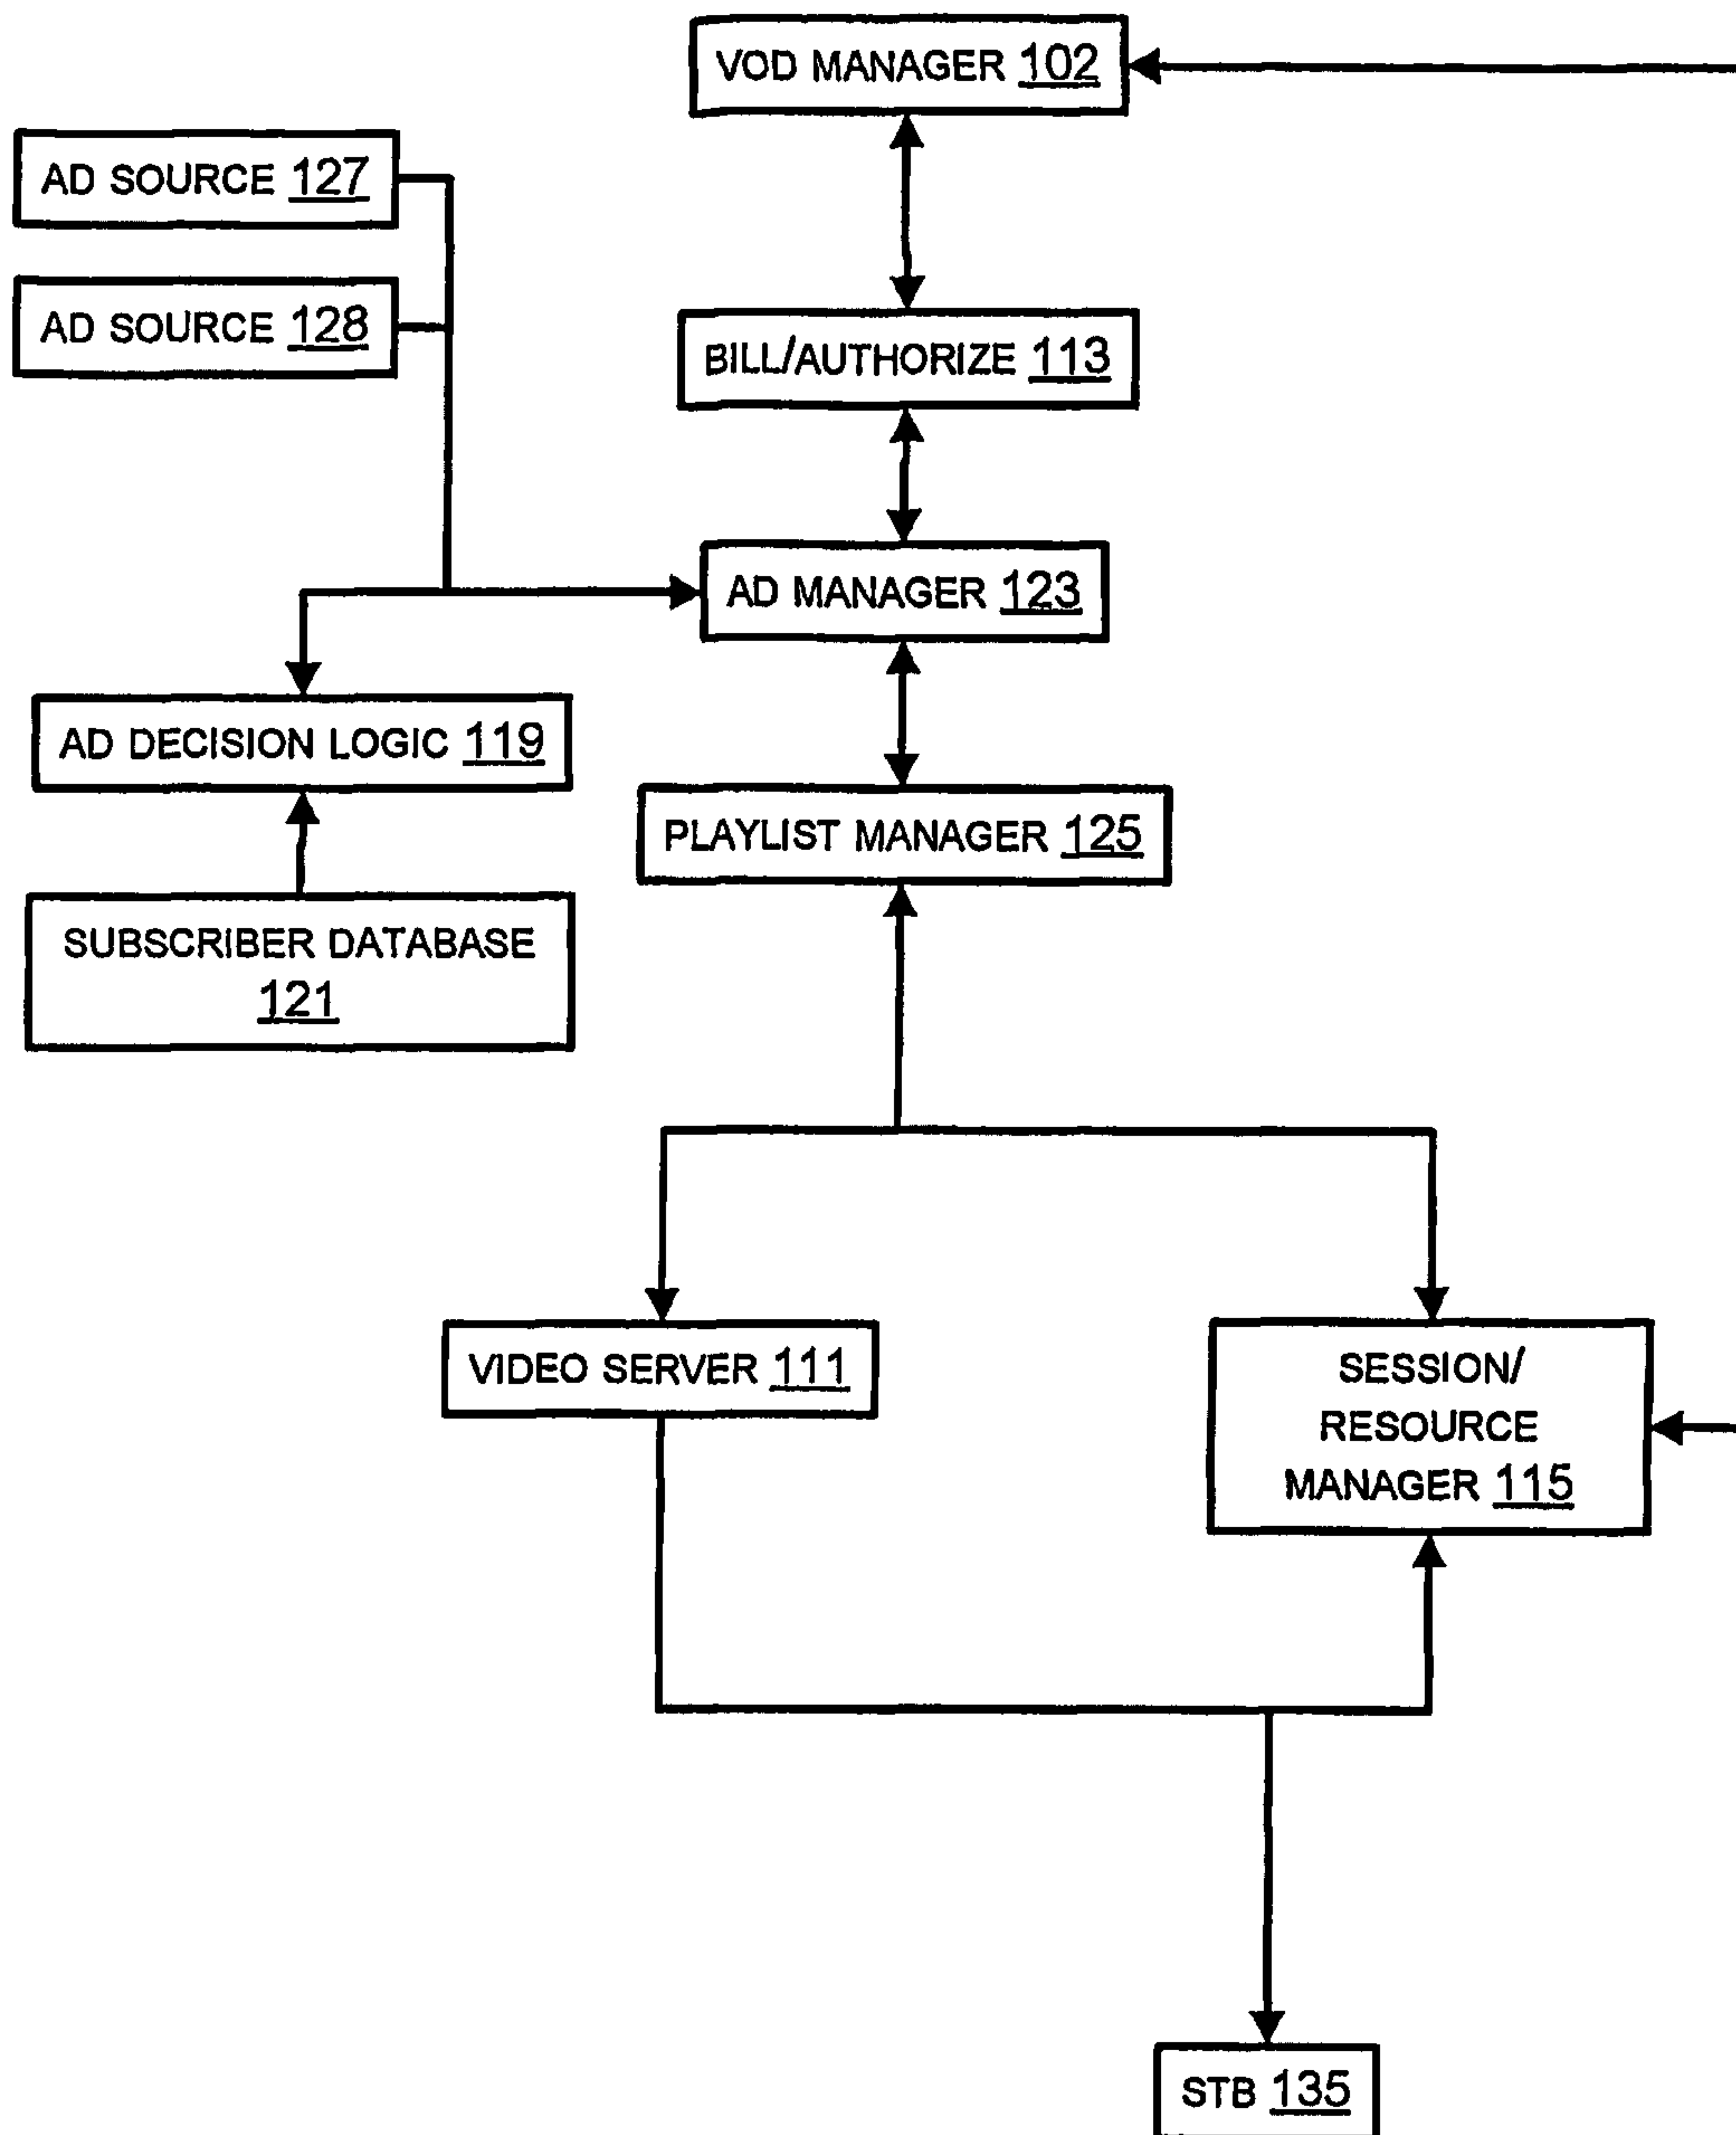 VOD MANAGER 102
AD SOURCE 127
AD SOURCE 128
BILL/AUTHORIZE 113
AD MANAGER 123
AD DECISION LOGIC 119
PLAYLIST MANAGER 125
SUBSCRIBER DATABASE
121
VIDEO SERVER 111
SESSION/
RESOURCE
MANAGER 115
STB 135